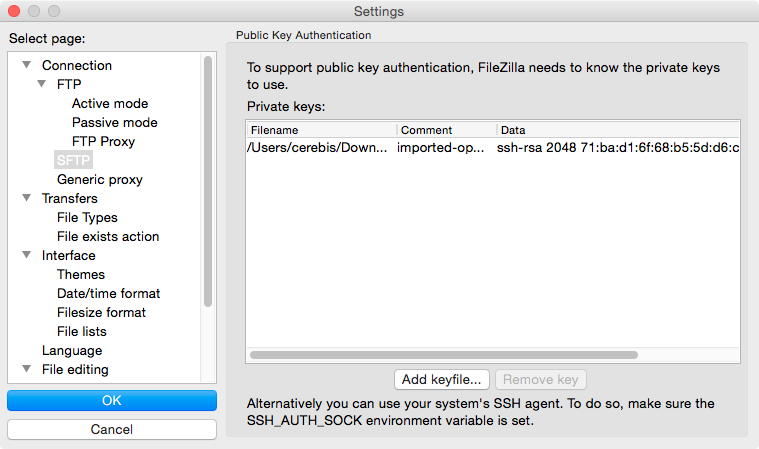 Settings
Select page:
Connection
FTP
Active mode
Passive mode
FTP Proxy
SFTP
Generic proxy
Transfers
File Types
File exists action
Interface
Themes
Date/time format
Filesize format
File lists
Language
File editing
OK
Cancel
Public Key Authentication
To support public key authentication, FileZilla needs to know the private keys
to use.
Private keys:
Filename Comment Data
/Users/cerebis/Down... imported-op... ssh-rsa 2048 71:ba:d1:6f:68:b5:5d:d6:c
Add keyfile... Remove key
Alternatively you can use your system's SSH agent. To do so, make sure the
SSH_AUTH_SOCK environment variable is set.